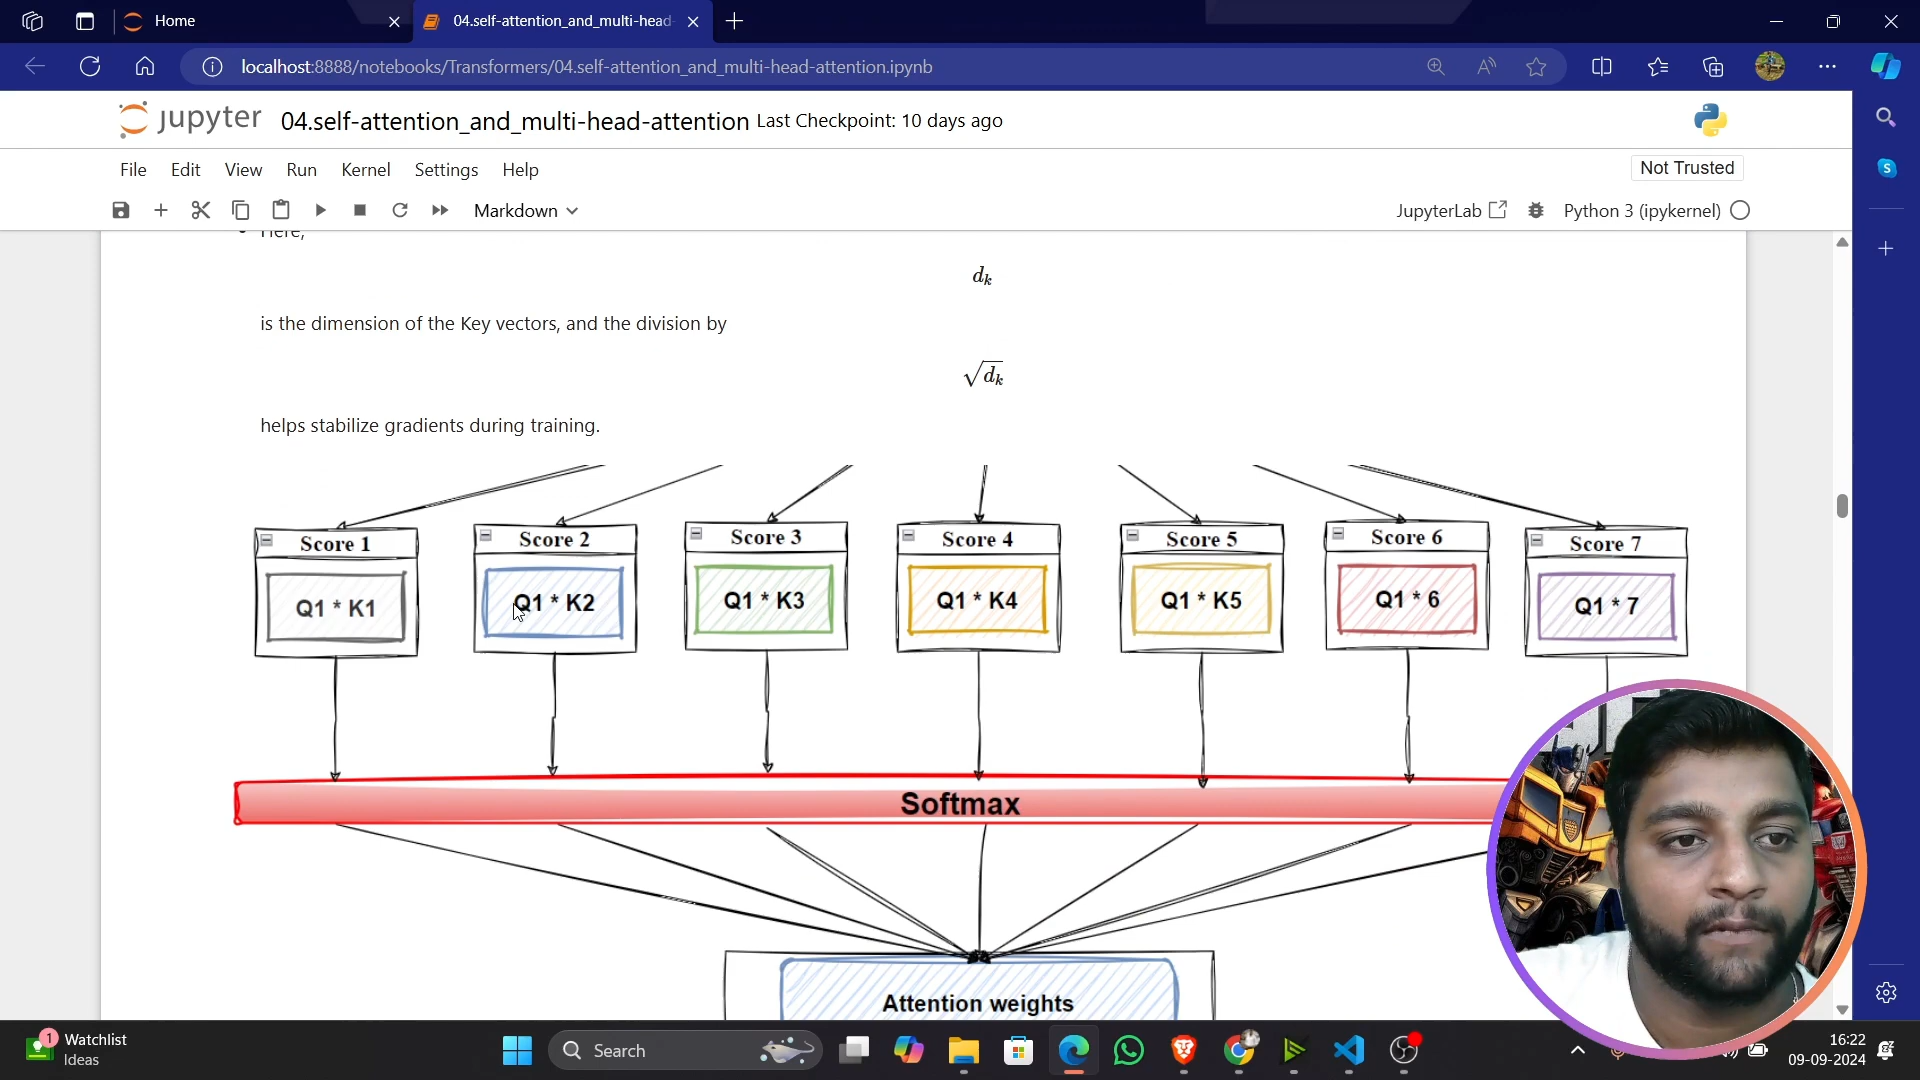 Home
04.self-attention_and_multi-head-
localhost:8888/notebooks/Transformers/04.self-attention_and_multi-head-attention.ipynb
jupyter 04.self-attention_and_multi-head-attention Last Checkpoint: 10 days ago
File Edit View Run Kernel Settings Help
Not Trusted
Markdown
JupyterLab
Python 3 (ipykernel)
Here,
dk
is the dimension of the Key vectors, and the division by
√dk
helps stabilize gradients during training.
Score 1 Score 2 Score 3 Score 4 Score 5 Score 6 Score 7
Q1 * K1 Q1 * K2 Q1 * K3 Q1 * K4 Q1 * K5 Q1 * 6 Q1 * 7
Softmax
Attention weights
1 Watchlist
Ideas
Search
16:22
09-09-2024